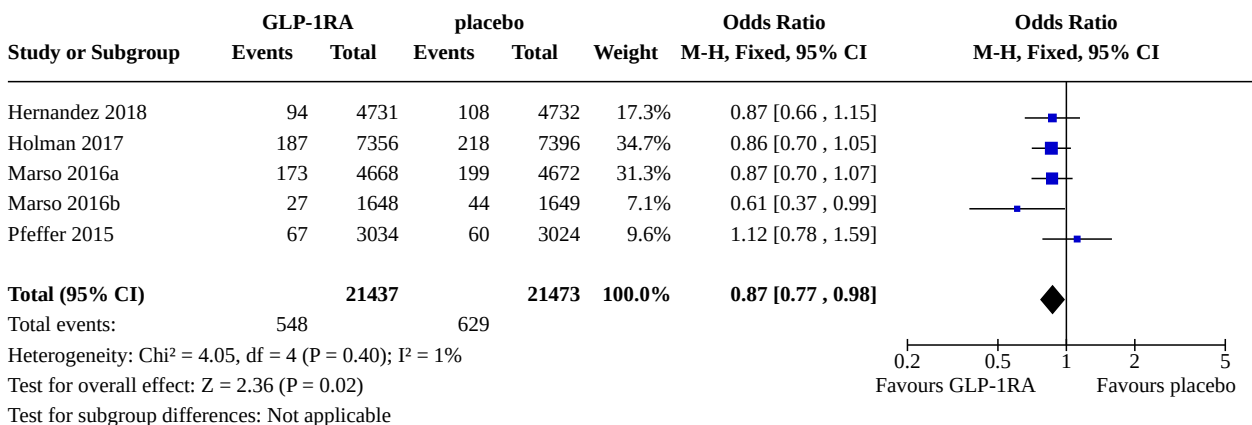 GLP-1RA placebo Odds Ratio Odds Ratio
Study or Subgroup Events Total Events Total Weight M-H, Fixed, 95% CI M-H, Fixed, 95% CI
Hernandez 2018 94 4731 108 4732 17.3% 0.87 [0.66 , 1.15]
Holman 2017 187 7356 218 7396 34.7% 0.86 [0.70 , 1.05]
Marso 2016a 173 4668 199 4672 31.3% 0.87 [0.70 , 1.07]
Marso 2016b 27 1648 44 1649 7.1% 0.61 [0.37 , 0.99]
Pfeffer 2015 67 3034 60 3024 9.6% 1.12 [0.78 , 1.59]
Total (95% CI) 21437 21473 100.0% 0.87 [0.77 , 0.98]
Total events: 548 629
Heterogeneity: Chi² = 4.05, df = 4 (P = 0.40); I² = 1%
0.2 0.5 1 2 5
Test for overall effect: Z = 2.36 (P = 0.02)
Favours GLP-1RA Favours placebo
Test for subgroup differences: Not applicable